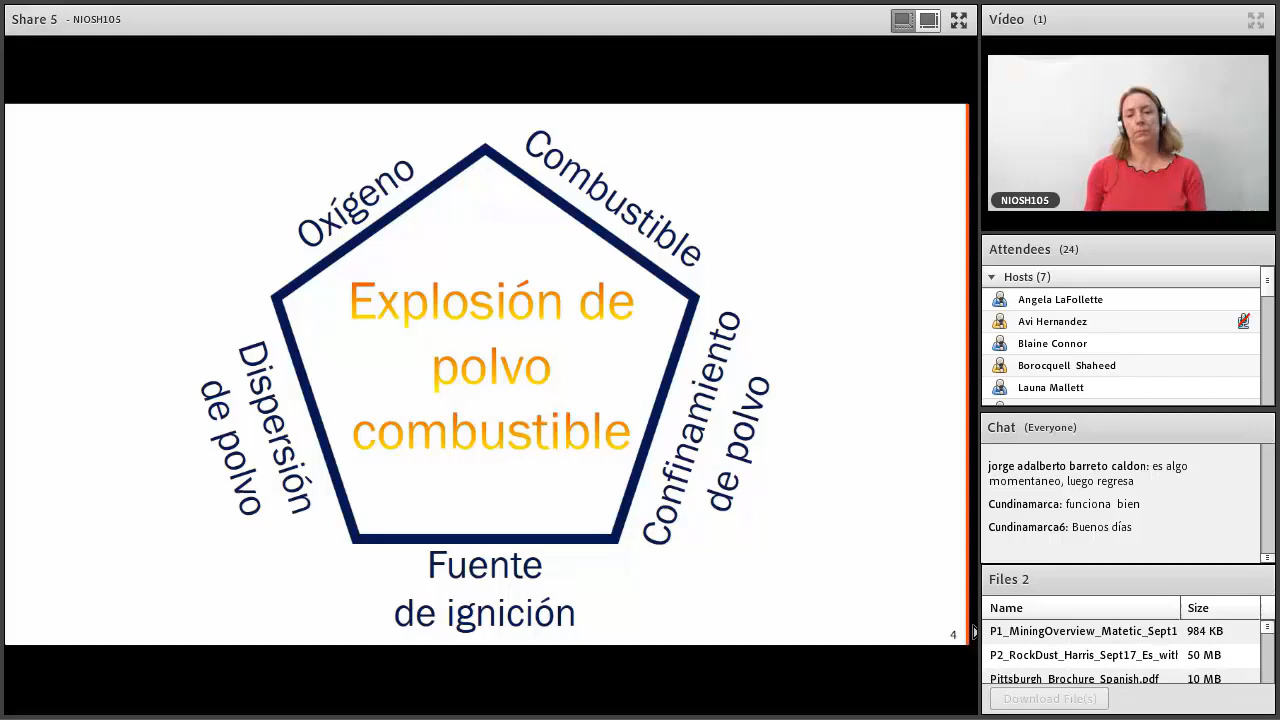 Share 5 - NIOSH105
Oxígeno
Combustible
Explosión de
polvo
combustible
Dispersión
de polvo
Confinamiento
de polvo
Fuente
de ignición
4
Vídeo (1)
NIOSH105
Attendees (24)
Hosts (7)
Angela LaFollette
Avi Hernandez
Blaine Connor
Borocquell Shaheed
Launa Mallett
Chat (Everyone)
jorge adalberto barreto caldon: es algo
momentaneo, luego regresa
Cundinamarca: funciona bien
Cundinamarca6: Buenos días
Files 2
Name Size
P1_MiningOverview_Matetic_Sept1 984 KB
P2_RockDust_Harris_Sept17_Es_with 50 MB
Pittsburgh_Brochure_Spanish.pdf 10 MB
Download File(s)